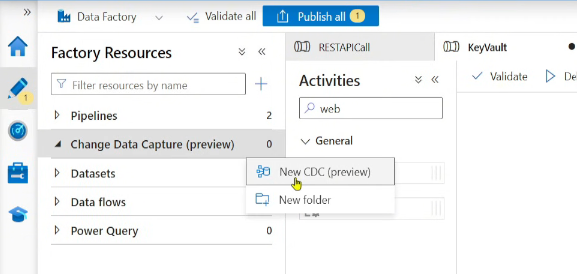 Data Factory
Validate all
Publish all 1
Factory Resources
Filter resources by name
1
Pipelines 2
Change Data Capture (preview) 0
Datasets
Data flows
Power Query 0
New CDC (preview)
New folder
RESTAPICall
KeyVault
Activities
web
General
Validate